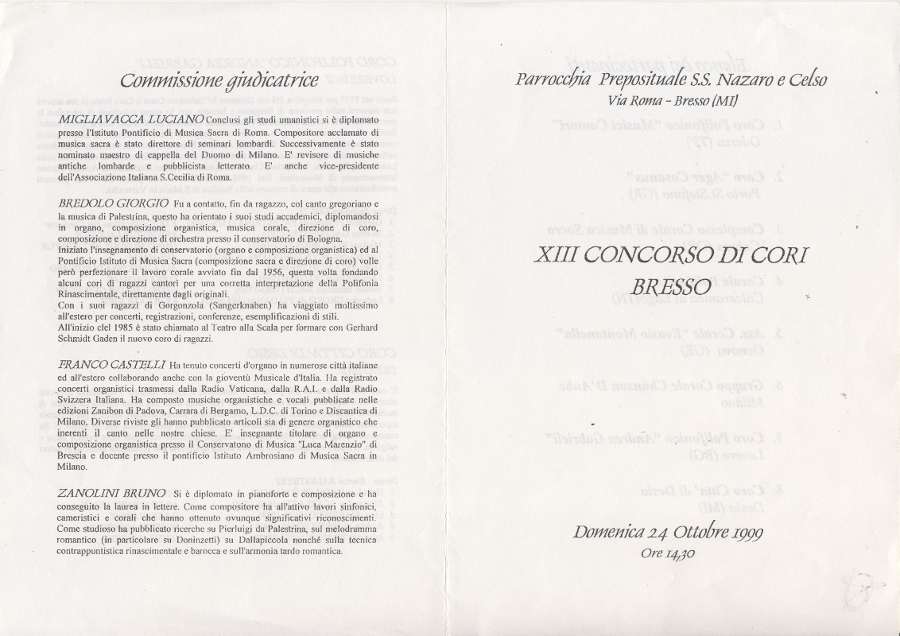 Commissione giudicatrice
MIGLIAVACCA LUCIANO Conclusi gli studi umanistici si è diplomato
presso l'Istituto Pontificio di Musica Sacra di Roma. Compositore acclamato di
musica sacra è stato direttore di seminari lombardi. Successivamente è stato
nominato maestro di cappella del Duomo di Milano. E' revisore di musiche
antiche lombarde e pubblicista letterato. E' anche vice-presidente
dell'Associazione Italiana S.Cecilia di Roma.
BREDOLO GIORGIO Fu a contatto, fin da ragazzo, col canto gregoriano e
la musica di Palestrina, questo ha orientato i suoi studi accademici, diplomandosi
in organo, composizione organistica, musica corale, direzione di coro,
composizione e direzione di orchestra presso il conservatorio di Bologna.
Iniziato l'insegnamento di conservatorio (organo e composizione organistica) ed al
Pontificio Istituto di Musica Sacra (composizione sacra e direzione di coro) volle
però perfezionare il lavoro corale avviato fin dal 1956, questa volta fondando
alcuni cori di ragazzi cantori per una corretta interpretazione della Polifonia
Rinascimentale, direttamente dagli originali.
Con i suoi ragazzi di Gorgonzola (Sangerknaben) ha viaggiato moltissimo
all'estero per concerti, registrazioni, conferenze, esemplificazioni di stili.
All'inizio clel 1985 è stato chiamato al Teatro alla Scala per formare con Gerhard
Schmidt Gaden il nuovo coro di ragazzi.
FRANCO CASTELLI Ha tenuto concerti d'organo in numerose città italiane
ed all'estero collaborando anche con la gioventù Musicale d'Italia. Ha registrato
concerti organistici trasmessi dalla Radio Vaticana, dalla R.A.I. e dalla Radio
Svizzera Italiana. Ha composto musiche organistiche e vocali pubblicate nelle
edizioni Zanibon di Padova, Carrara di Bergamo, L.D.C. di Torino e Discantica di
Milano. Diverse riviste gli hanno pubblicato articoli sia di genere organistico che
inerenti il canto nelle nostre chiese. E' insegnante titolare di organo e
composizione organistica presso il Conservatono di Musica "Luca Marenzio" di
Brescia e docente presso il pontificio Istituto Ambrosiano di Musica Sacra in
Milano.
ZANOLINI BRUNO Si è diplomato in pianoforte e composizione e ha
conseguito la laurea in lettere. Come compositore ha all'attivo lavori sinfonici,
cameristici e corali che hanno ottenuto ovunque significativi riconoscimenti.
Come studioso ha pubblicato ricerche su Pierluigi da Palestrina, sul melodramma
romantico (in particolare su Doninzetti) su Dallapiccola nonché sulla tecnica
contrappuntistica rinascimentale e barocca e sull'armonia tardo romantica.
Parrocchia Prepositurale S.S. Nazaro e Celso
Via Roma - Bresso (MI)
XIII CONCORSO DI CORI
BRESSO
Domenica 24 Ottobre 1999
Ore 14,30